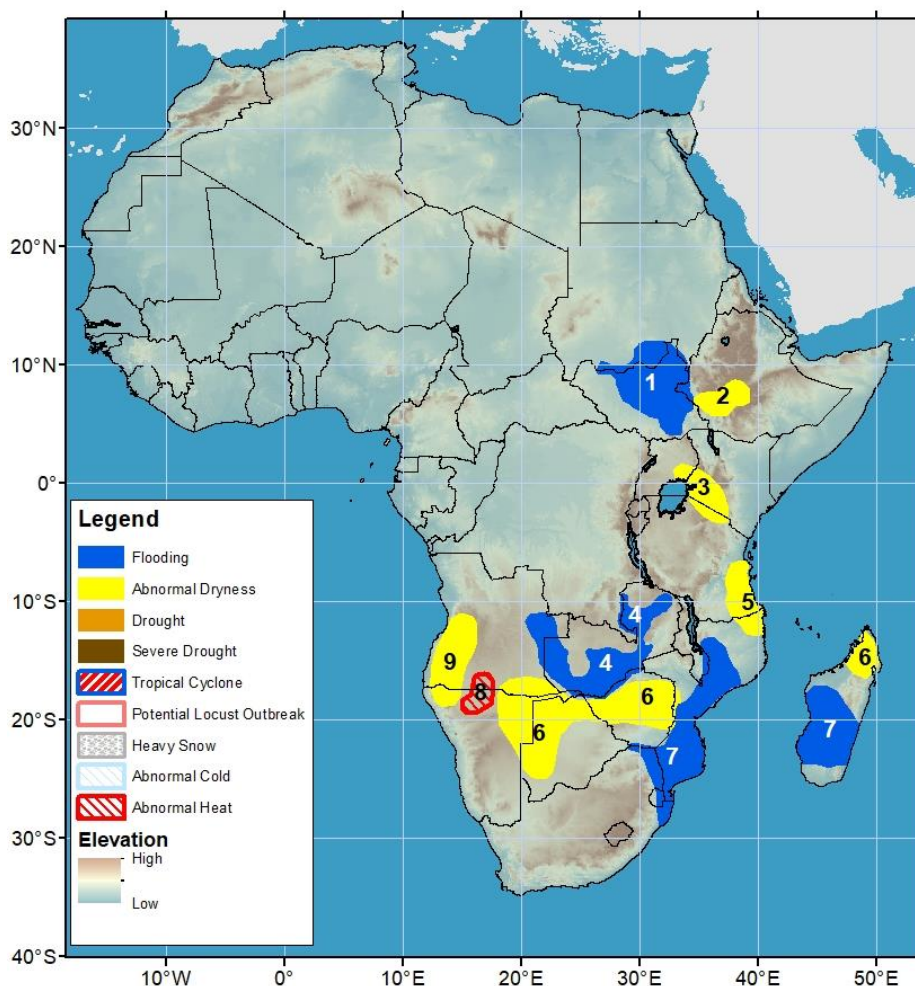 30°N
20°N
10°N
0°
10°S
20°S
30°S
40°S
10°W
0°
10°E
20°E
30°E
40°E
50°E
1
2
3
4
4
5
6
6
6
7
7
8
9
Legend
Flooding
Abnormal Dryness
Drought
Severe Drought
Tropical Cyclone
Potential Locust Outbreak
Heavy Snow
Abnormal Cold
Abnormal Heat
Elevation
High
Low